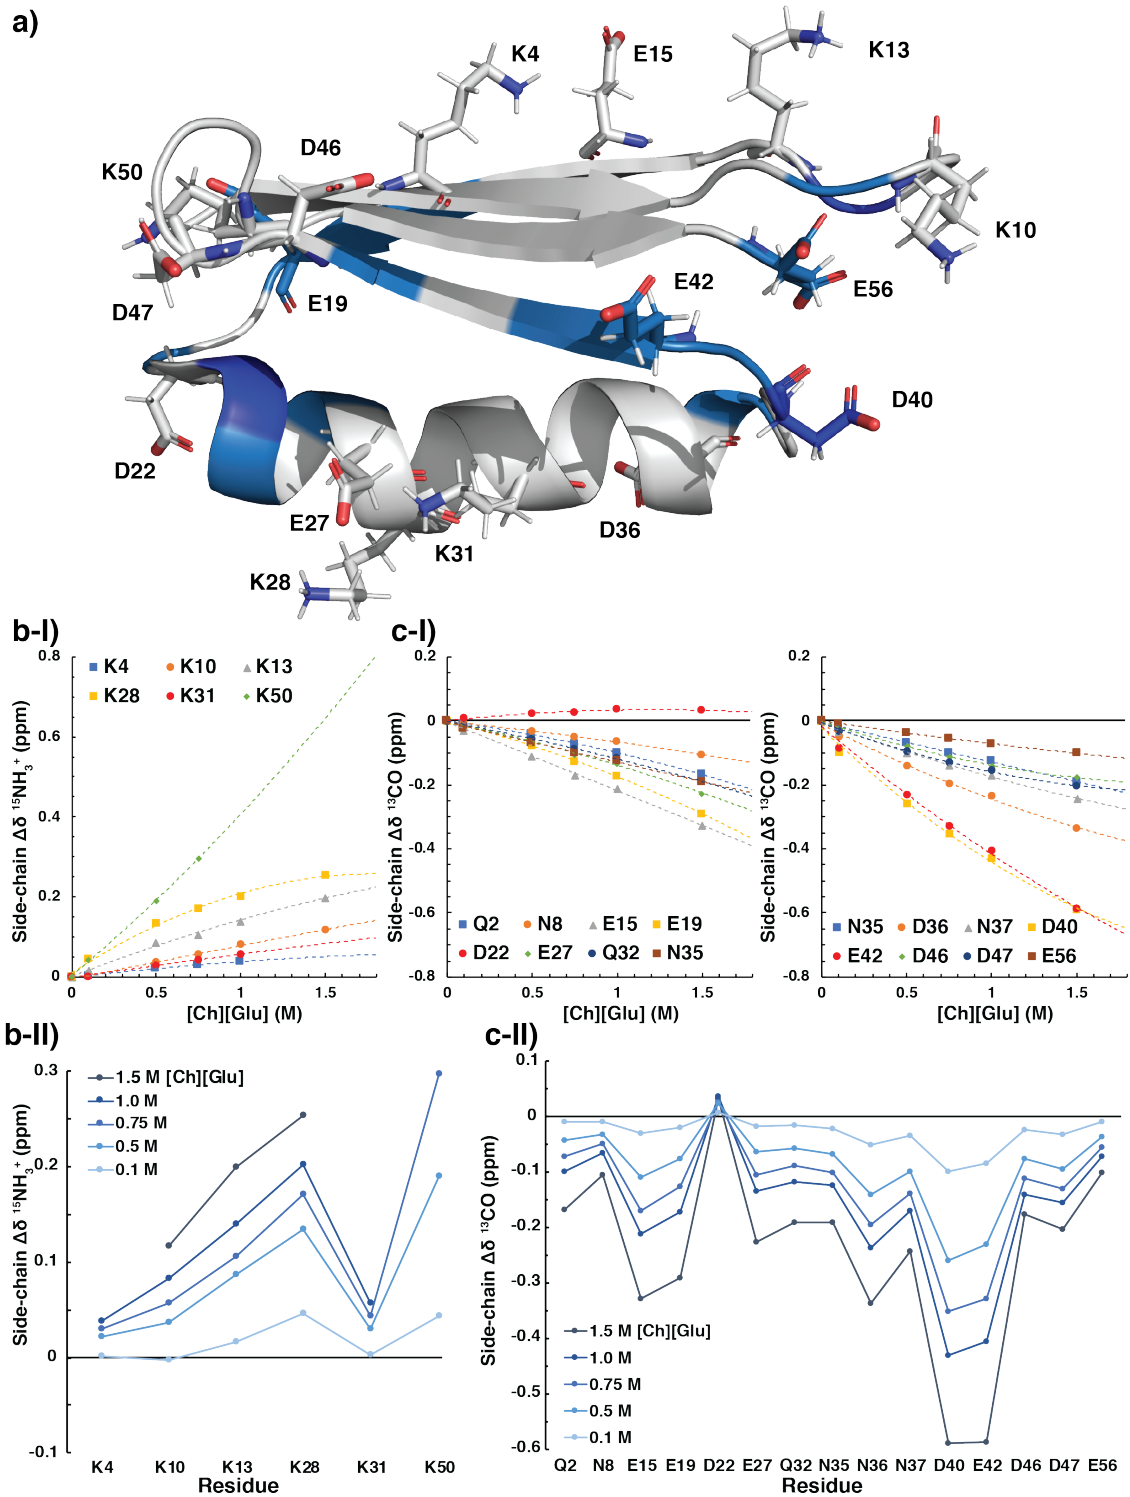 a)
K4
E15
K13
D46
K50
K10
E42
E56
E19
D47
D40
D22
E27
D36
K31
K28
b-I)
Side-chain Δδ ¹⁵NH₃⁺ (ppm)
0.8
0.6
0.4
0.2
0
K4 K10 K13
K28 K31 K50
0 0.5 1 1.5
[Ch][Glu] (M)
c-I)
Side-chain Δδ ¹³CO (ppm)
0.2
0
-0.2
-0.4
-0.6
-0.8
Q2 N8 E15 E19
D22 E27 Q32 N35
0 0.5 1 1.5
[Ch][Glu] (M)
Side-chain Δδ ¹³CO (ppm)
0.2
0
-0.2
-0.4
-0.6
-0.8
N35 D36 N37 D40
E42 D46 D47 E56
0 0.5 1 1.5
[Ch][Glu] (M)
b-II)
Side-chain Δδ ¹⁵NH₃⁺ (ppm)
0.3
0.2
0.1
0
-0.1
1.5 M [Ch][Glu]
1.0 M
0.75 M
0.5 M
0.1 M
K4 K10 K13 K28 K31 K50
Residue
c-II)
Side-chain Δδ ¹³CO (ppm)
0.1
0
-0.1
-0.2
-0.3
-0.4
-0.5
-0.6
1.5 M [Ch][Glu]
1.0 M
0.75 M
0.5 M
0.1 M
Q2 N8 E15 E19 D22 E27 Q32 N35 N36 N37 D40 E42 D46 D47 E56
Residue